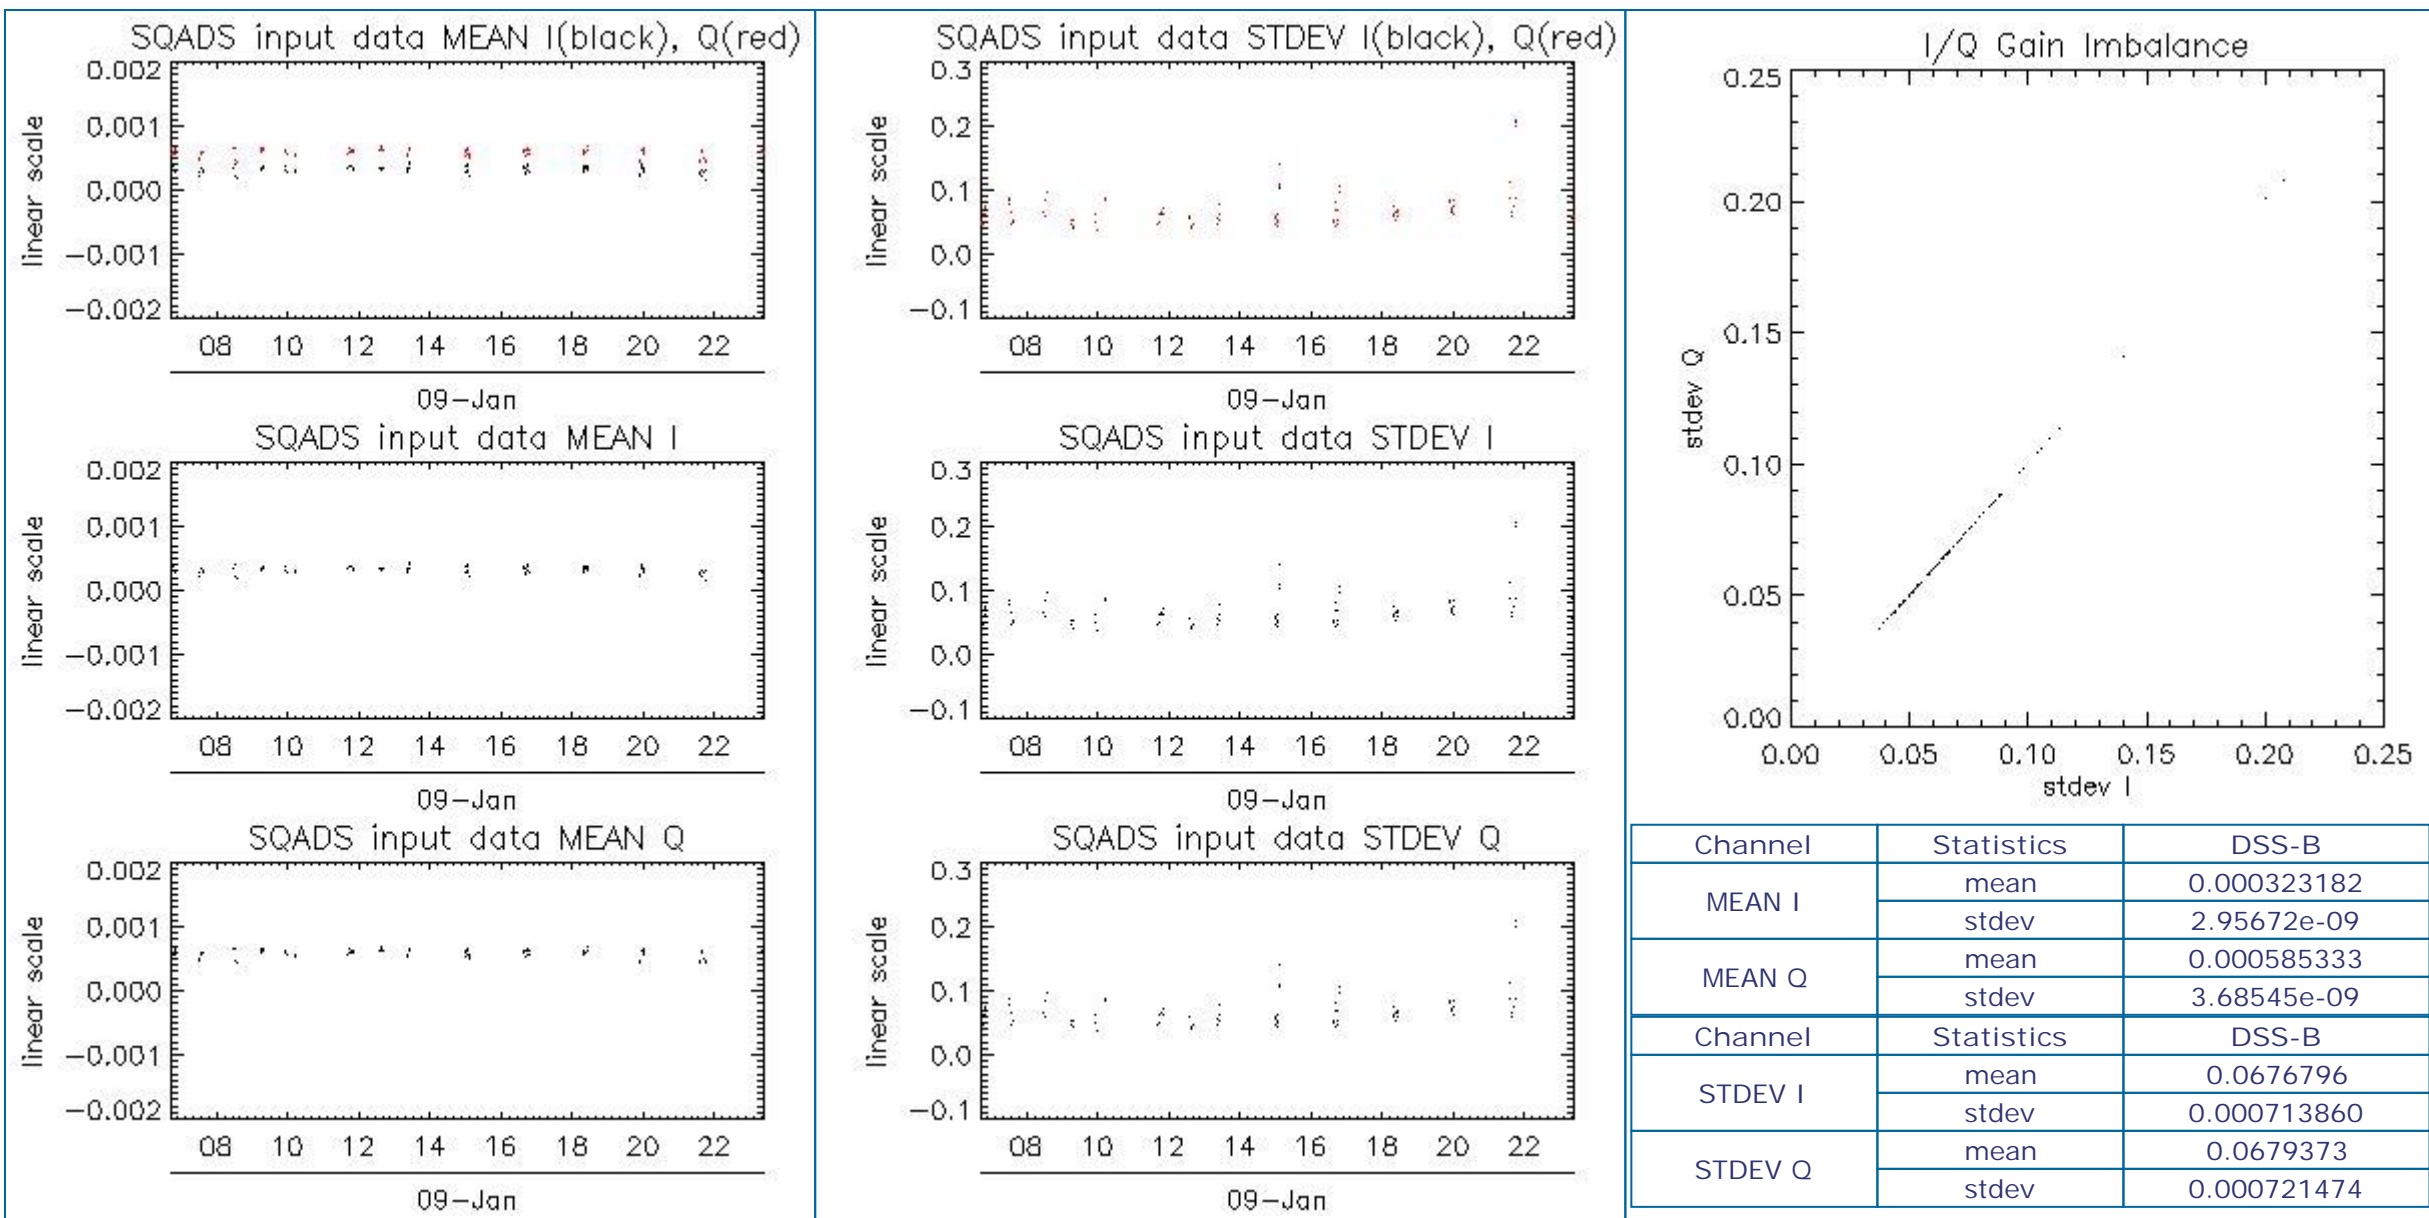 SQADS input data MEAN I(black), Q(red)
linear scale
0.002
0.001
0.000
-0.001
-0.002
08 10 12 14 16 18 20 22
09-Jan
SQADS input data MEAN I
linear scale
0.002
0.001
0.000
-0.001
-0.002
08 10 12 14 16 18 20 22
09-Jan
SQADS input data MEAN Q
linear scale
0.002
0.001
0.000
-0.001
-0.002
08 10 12 14 16 18 20 22
09-Jan
SQADS input data STDEV I(black), Q(red)
linear scale
0.3
0.2
0.1
0.0
-0.1
08 10 12 14 16 18 20 22
09-Jan
SQADS input data STDEV I
linear scale
0.3
0.2
0.1
0.0
-0.1
08 10 12 14 16 18 20 22
09-Jan
SQADS input data STDEV Q
linear scale
0.3
0.2
0.1
0.0
-0.1
08 10 12 14 16 18 20 22
09-Jan
I/Q Gain Imbalance
stdev Q
0.25
0.20
0.15
0.10
0.05
0.00
0.00 0.05 0.10 0.15 0.20 0.25
stdev I
Channel Statistics DSS-B
MEAN I mean 0.000323182
stdev 2.95672e-09
MEAN Q mean 0.000585333
stdev 3.68545e-09
Channel Statistics DSS-B
STDEV I mean 0.0676796
stdev 0.000713860
STDEV Q mean 0.0679373
stdev 0.000721474